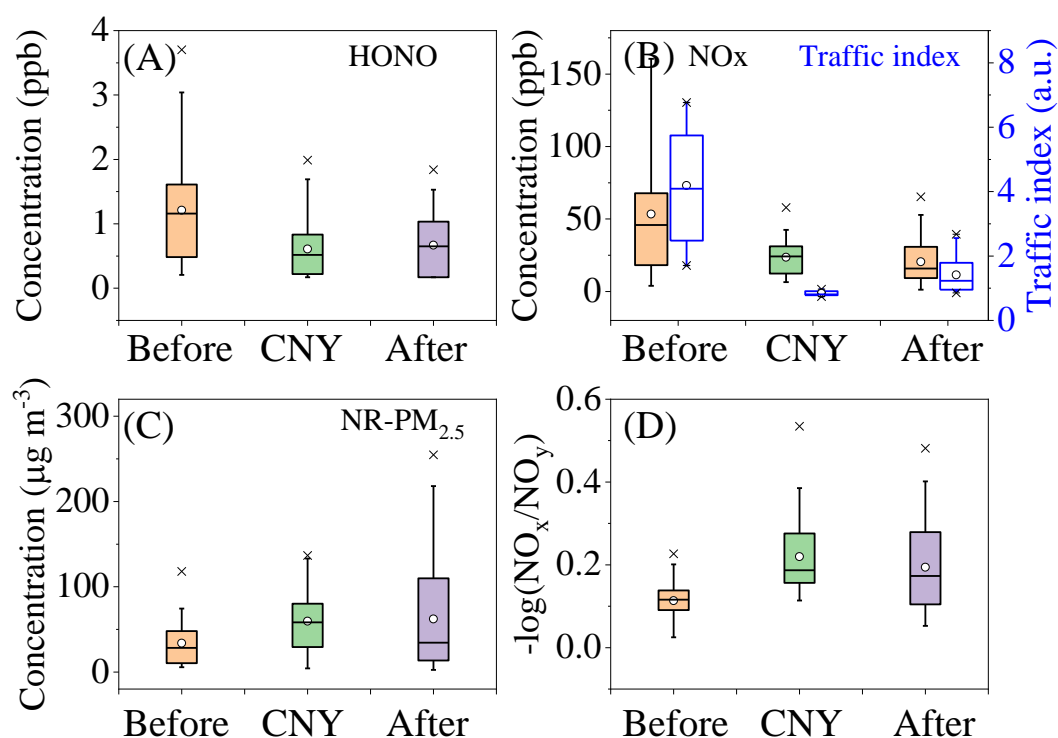 (A) HONO
Concentration (ppb)
4
3
2
1
0
Before CNY After
(B) NOx Traffic index
Concentration (ppb)
150
100
50
0
Traffic index (a.u.)
8
6
4
2
0
Before CNY After
(C) NR-PM2.5
Concentration (μg m-3)
300
200
100
0
Before CNY After
(D)
-log(NOx/NOy)
0.6
0.4
0.2
0.0
Before CNY After